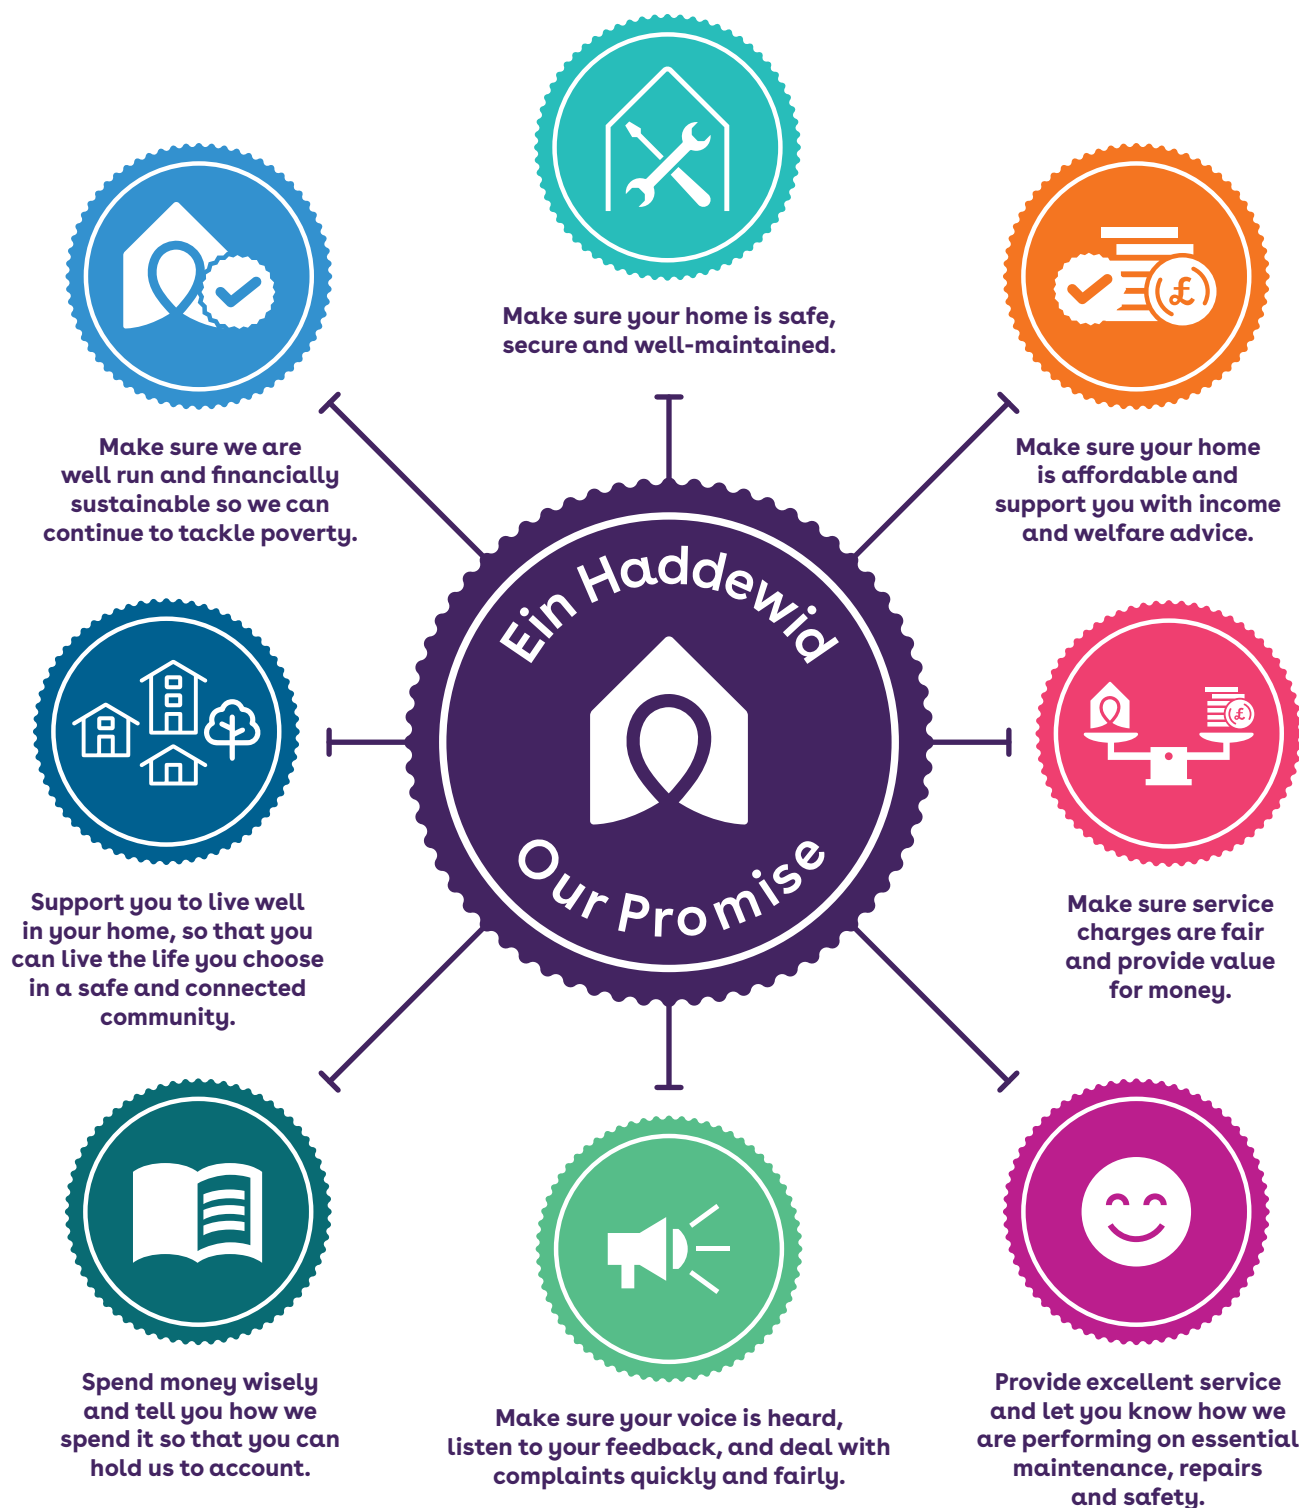 Make sure your home is safe,
secure and well-maintained.
£
Make sure we are
well run and financially
sustainable so we can
continue to tackle poverty.
Make sure your home
is affordable and
support you with income
and welfare advice.
Ein Haddewid
Our Promise
£
Support you to live well
in your home, so that you
can live the life you choose
in a safe and connected
community.
Make sure service
charges are fair
and provide value
for money.
Spend money wisely
and tell you how we
spend it so that you can
hold us to account.
Make sure your voice is heard,
listen to your feedback, and deal with
complaints quickly and fairly.
Provide excellent service
and let you know how we
are performing on essential
maintenance, repairs
and safety.